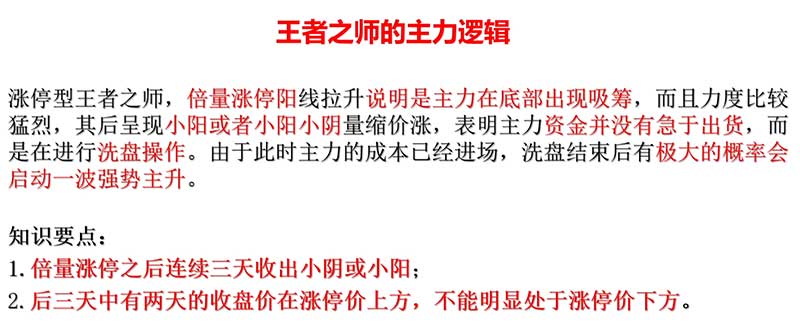 王者之师的主力逻辑
涨停型王者之师，倍量涨停阳线拉升说明是主力在底部出现吸筹，而且力度比较
猛烈，其后呈现小阳或者小阳小阴量缩价涨，表明主力资金并没有急于出货，而
是在进行洗盘操作。由于此时主力的成本已经进场，洗盘结束后有极大的概率会
启动一波强势主升。
知识要点：
1. 倍量涨停之后连续三天收出小阴或小阳；
2. 后三天中有两天的收盘价在涨停价上方，不能明显处于涨停价下方。